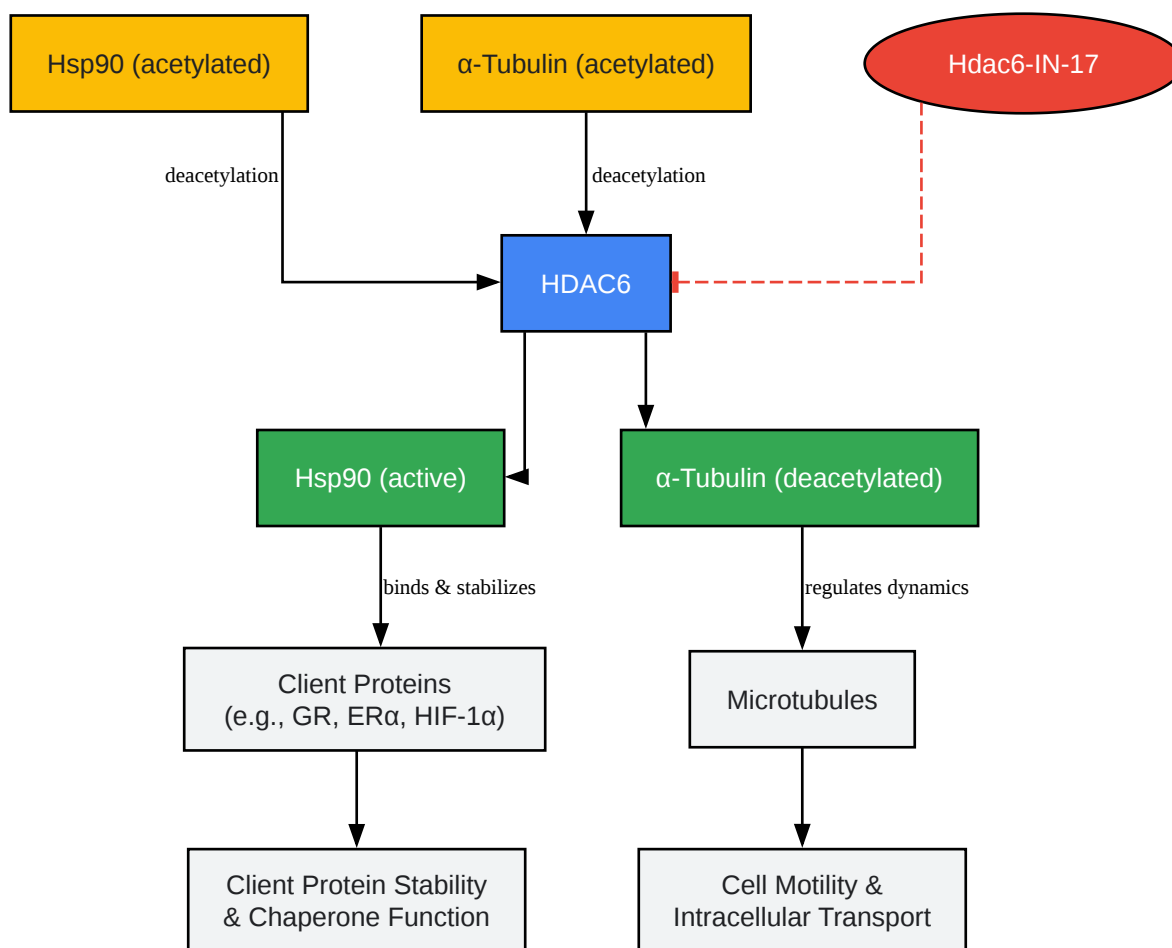 Hsp90 (acetylated)
α-Tubulin (acetylated)
Hdac6-IN-17
deacetylation
deacetylation
HDAC6
Hsp90 (active)
α-Tubulin (deacetylated)
binds & stabilizes
regulates dynamics
Client Proteins
(e.g., GR, ERα, HIF-1α)
Microtubules
Client Protein Stability
& Chaperone Function
Cell Motility &
Intracellular Transport